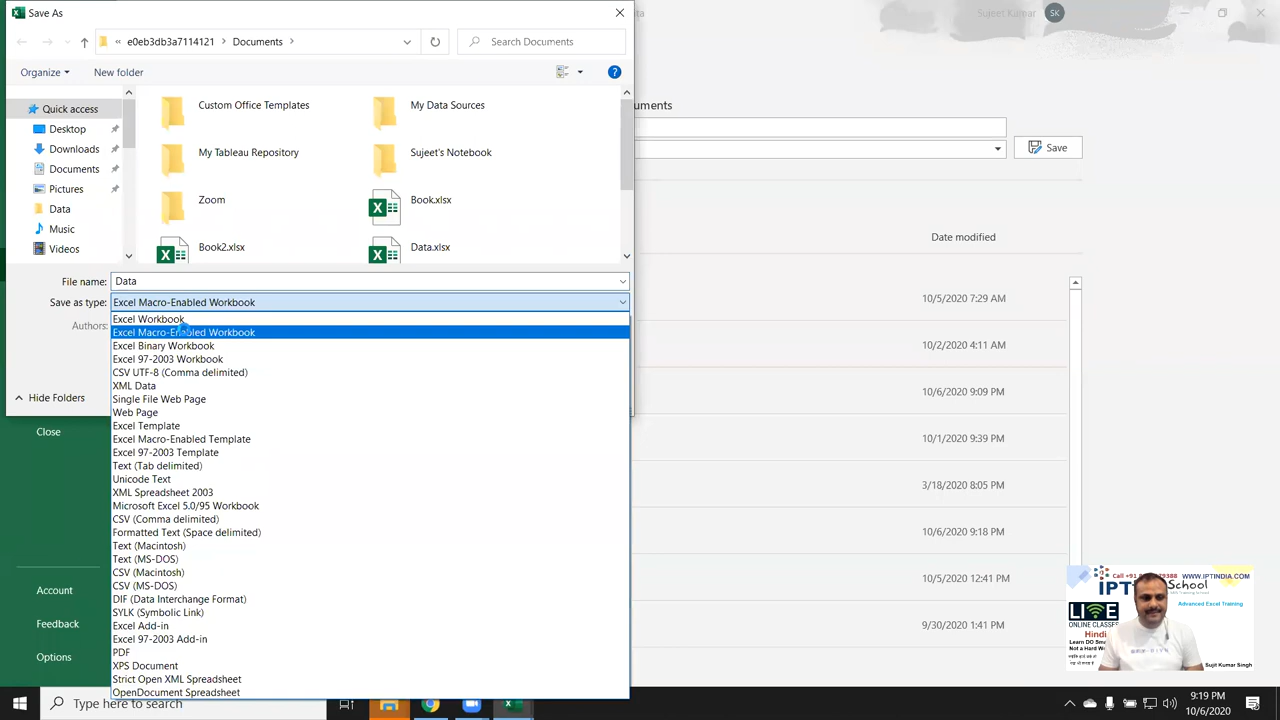 Save As
ta
Sujeet Kumar
SK
«
e0eb3db3a7114121
Documents
Search Documents
Organize
New folder
?
uments
Quick access
Desktop
Downloads
Documents
Pictures
Data
Music
Videos
Custom Office Templates
My Data Sources
My Tableau Repository
Sujeet's Notebook
Zoom
Book.xlsx
Book2.xlsx
Data.xlsx
Save
Date modified
File name: Data
Save as type: Excel Macro-Enabled Workbook
Authors:
Hide Folders
Excel Workbook
Excel Macro-Enabled Workbook
Excel Binary Workbook
Excel 97-2003 Workbook
CSV UTF-8 (Comma delimited)
XML Data
Single File Web Page
Web Page
Excel Template
Excel Macro-Enabled Template
Excel 97-2003 Template
Text (Tab delimited)
Unicode Text
XML Spreadsheet 2003
Microsoft Excel 5.0/95 Workbook
CSV (Comma delimited)
Formatted Text (Space delimited)
Text (Macintosh)
Text (MS-DOS)
CSV (Macintosh)
CSV (MS-DOS)
DIF (Data Interchange Format)
SYLK (Symbolic Link)
Excel Add-in
Excel 97-2003 Add-in
PDF
XPS Document
Strict Open XML Spreadsheet
OpenDocument Spreadsheet
10/5/2020 7:29 AM
10/2/2020 4:11 AM
10/6/2020 9:09 PM
10/1/2020 9:39 PM
3/18/2020 8:05 PM
10/6/2020 9:18 PM
10/5/2020 12:41 PM
9/30/2020 1:41 PM
Close
Account
Feedback
Options
Call +91
9388
WWW.IPTINDIA.COM
IPT
School
LIVE
ONLINE CLASSES
Advanced Excel Training
Hindi
Learn DO Sma
Not a Hard W
Sujit Kumar Singh
Type here to search
9:19 PM
10/6/2020